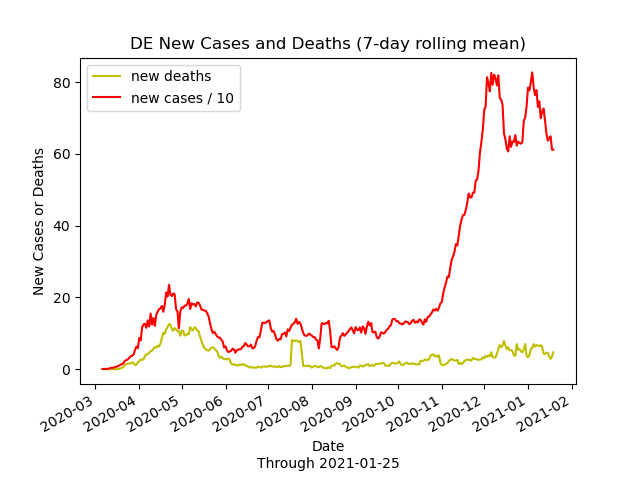 DE New Cases and Deaths (7-day rolling mean)
new deaths
new cases / 10
New Cases or Deaths
80
60
40
20
0
2020-03
2020-04
2020-05
2020-06
2020-07
2020-08
2020-09
2020-10
2020-11
2020-12
2021-01
2021-02
Date
Through 2021-01-25